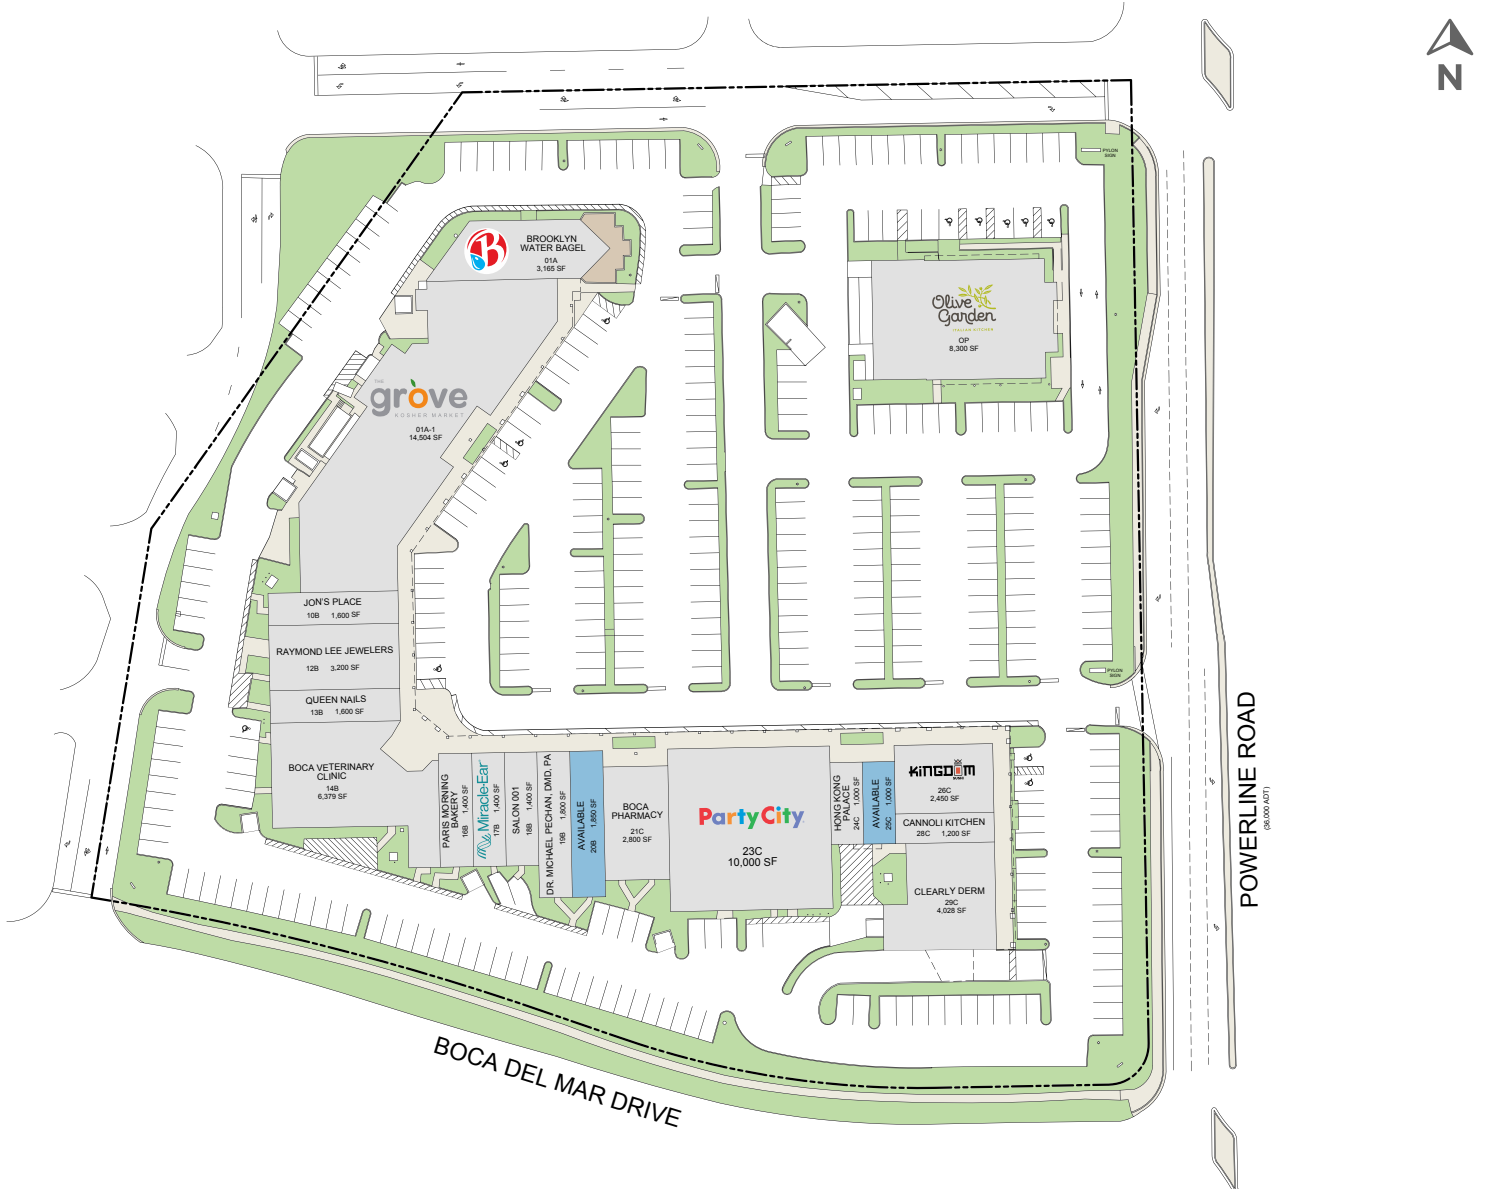 N
PYLON
SIGN
BROOKLYN
WATER BAGEL
01A
3,165 SF
B
Olive
Garden
ITALIAN KITCHEN
OP
8,300 SF
THE
grove
KOSHER MARKET
01A-1
14,504 SF
JON'S PLACE
10B 1,600 SF
RAYMOND LEE JEWELERS
12B 3,200 SF
QUEEN NAILS
13B 1,600 SF
PYLON
SIGN
BOCA VETERINARY
CLINIC
14B
6,379 SF
PARIS MORNING
BAKERY
16B 1,400 SF
Miracle-Ear
17B 1,400 SF
SALON 001
18B 1,400 SF
DR. MICHAEL PECHAN, DMD, PA
19B 1,800 SF
AVAILABLE
20B 1,850 SF
BOCA
PHARMACY
21C
2,800 SF
Party City
23C
10,000 SF
HONG KONG
PALACE
24C 1,000 SF
AVAILABLE
25C 1,000 SF
KINGDOM
SUSHI
26C
2,450 SF
CANNOLI KITCHEN
28C 1,200 SF
CLEARLY DERM
29C
4,028 SF
POWERLINE ROAD
(36,000 ADT)
BOCA DEL MAR DRIVE